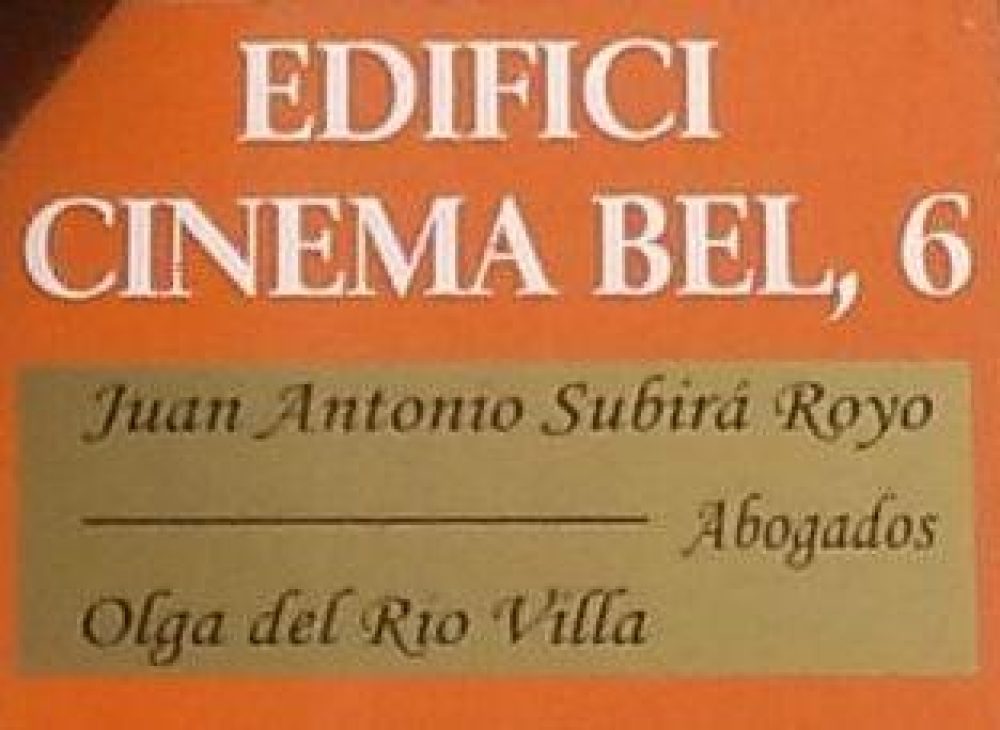 EDIFICI
CINEMA BEL, 6
Juan Antonio Subirá Royo
Abogados
Olga del Rio Villa